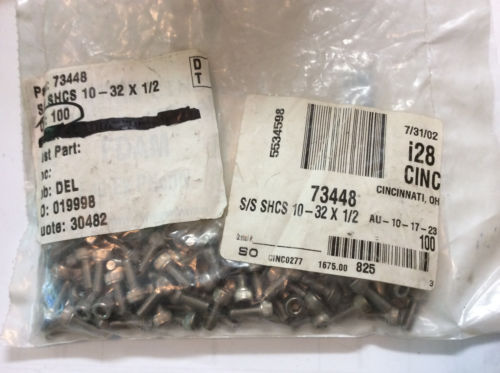 P 73448
S/ SHCS 10-32 X 1/2
100
D
T
ust Part:
oc:
ob: DEL
O: 019998
uote: 30482
5534598
7/31/02
i28
CINC
CINCINNATI, OH
73448
S/S SHCS 10-32 X 1/2
AU-10-17-23
100
SO CINC0277 1675.00 825
3